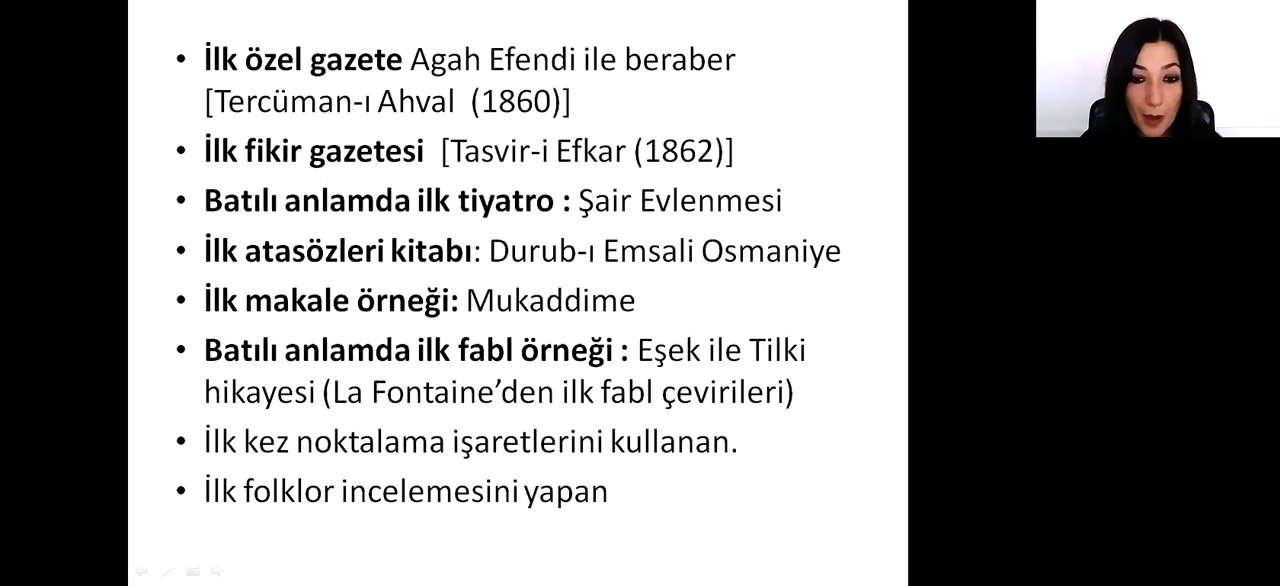 • İlk özel gazete Agah Efendi ile beraber
[Tercüman-ı Ahval (1860)]
• İlk fikir gazetesi [Tasvir-i Efkar (1862)]
• Batılı anlamda ilk tiyatro : Şair Evlenmesi
• İlk atasözleri kitabı: Durub-ı Emsali Osmaniye
• İlk makale örneği: Mukaddime
• Batılı anlamda ilk fabl örneği : Eşek ile Tilki
hikayesi (La Fontaine’den ilk fabl çevirileri)
• İlk kez noktalama işaretlerini kullanan.
• İlk folklor incelemesini yapan